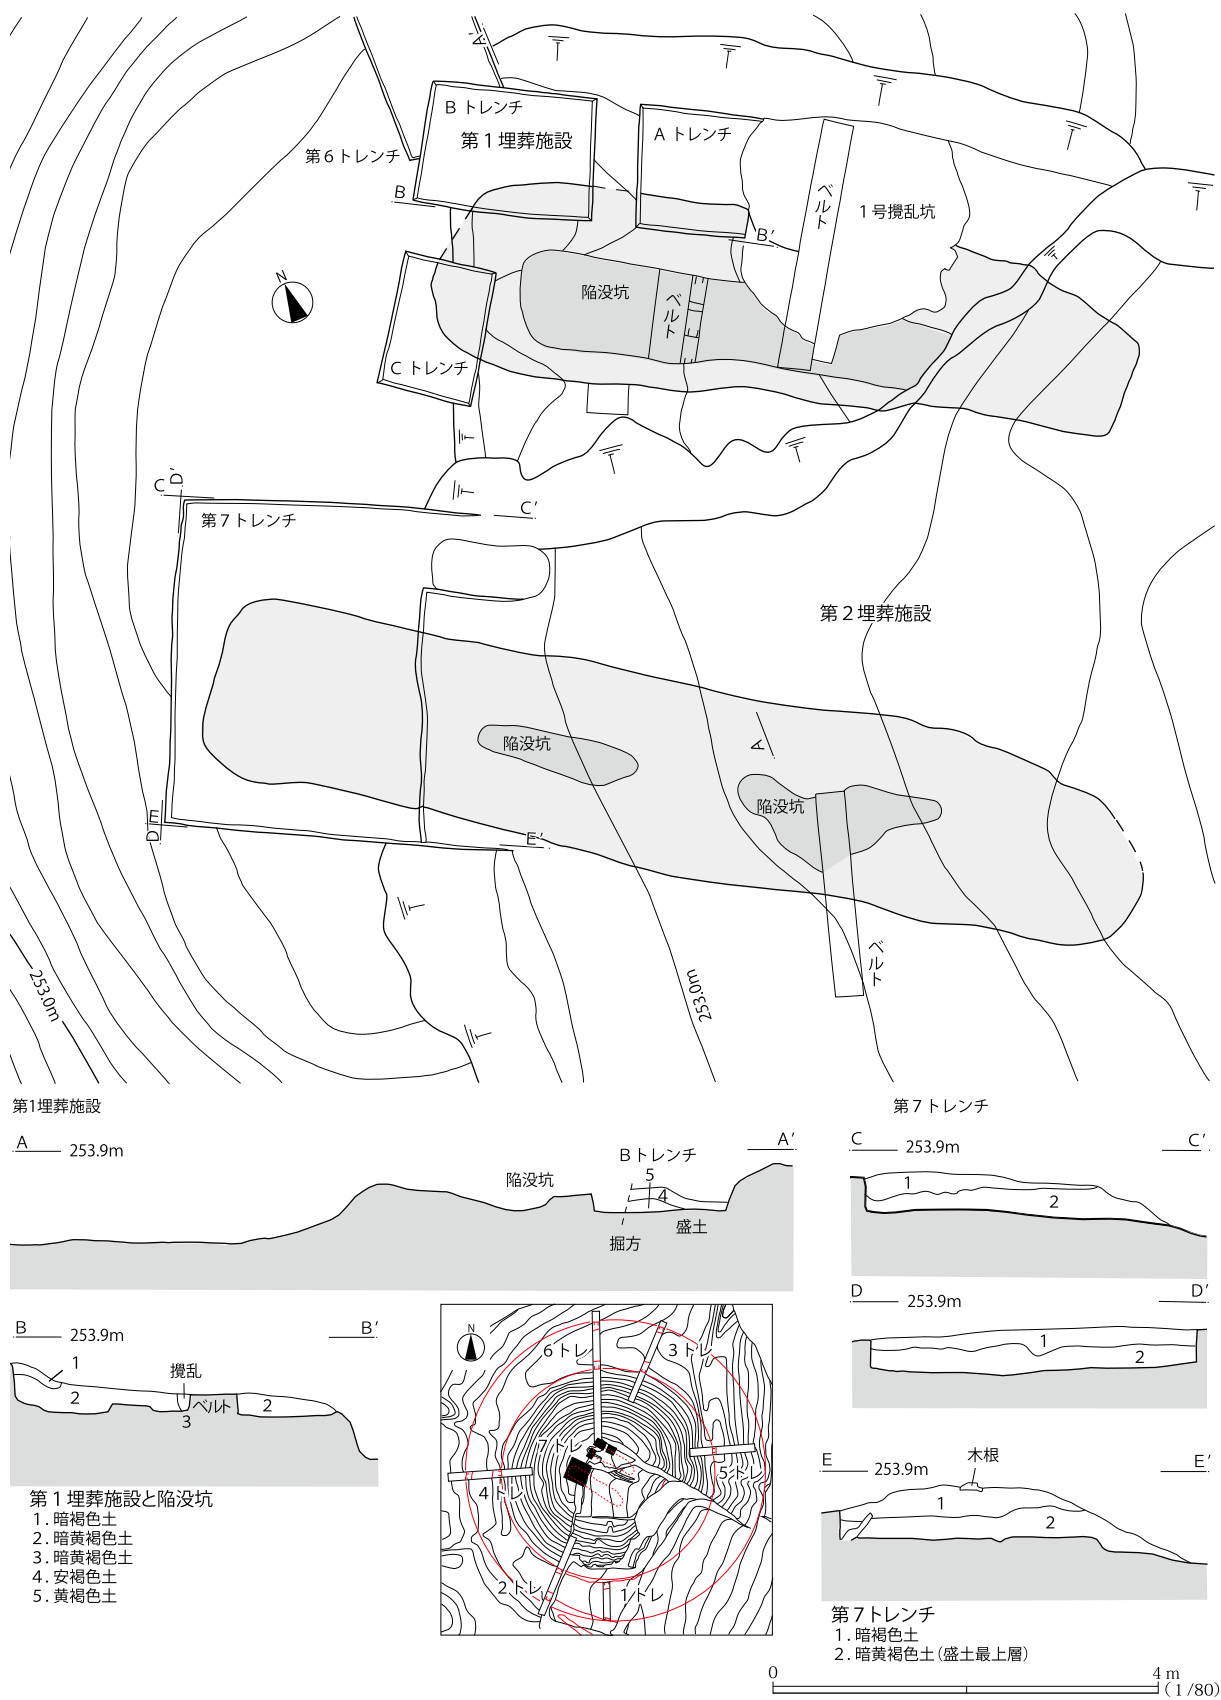 A'
B トレンチ
第1埋葬施設
A トレンチ
第6トレンチ
B
ベルト
1号攪乱坑
B'
N
陥没坑
ベルト
C トレンチ
C
D'
C'
第7トレンチ
第2埋葬施設
陥没坑
A
陥没坑
E
D
E'
ベルト
253.0m
253.0m
第1埋葬施設
A
253.9m
陥没坑
Bトレンチ
5
4
掘方
盛土
A'
B
253.9m
B'
1
2
攪乱
3
ベルト
2
第1埋葬施設と陥没坑
1. 暗褐色土
2. 暗黄褐色土
3. 暗黄褐色土
4. 安褐色土
5. 黄褐色土
N
6トレ
3トレ
7トレ
5トレ
4トレ
2トレ
1トレ
第7トレンチ
C
253.9m
C'
1
2
D
253.9m
D'
1
2
E
253.9m
木根
E'
1
2
第7トレンチ
1. 暗褐色土
2. 暗黄褐色土(盛土最上層)
0
4 m
(1/80)